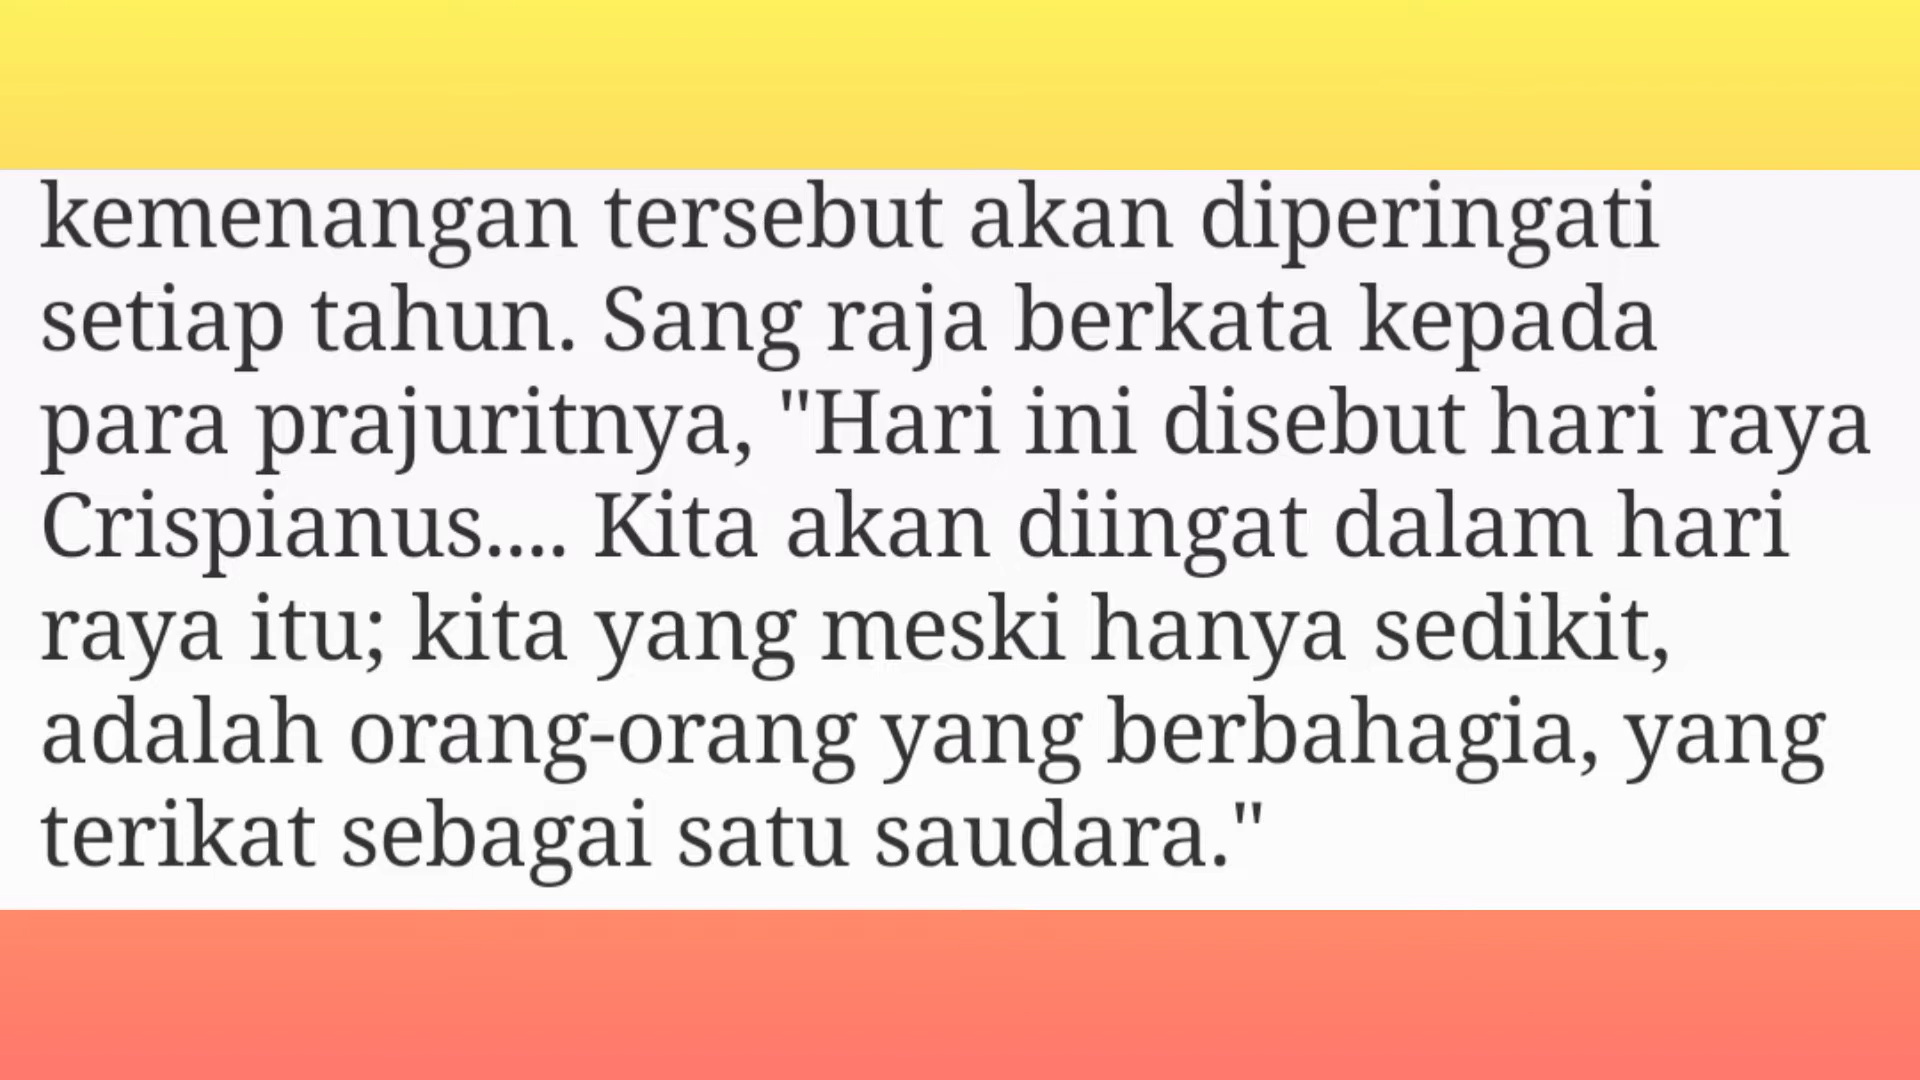 kemenangan tersebut akan diperingati
setiap tahun. Sang raja berkata kepada
para prajuritnya, "Hari ini disebut hari raya
Crispianus.... Kita akan diingat dalam hari
raya itu; kita yang meski hanya sedikit,
adalah orang-orang yang berbahagia, yang
terikat sebagai satu saudara."